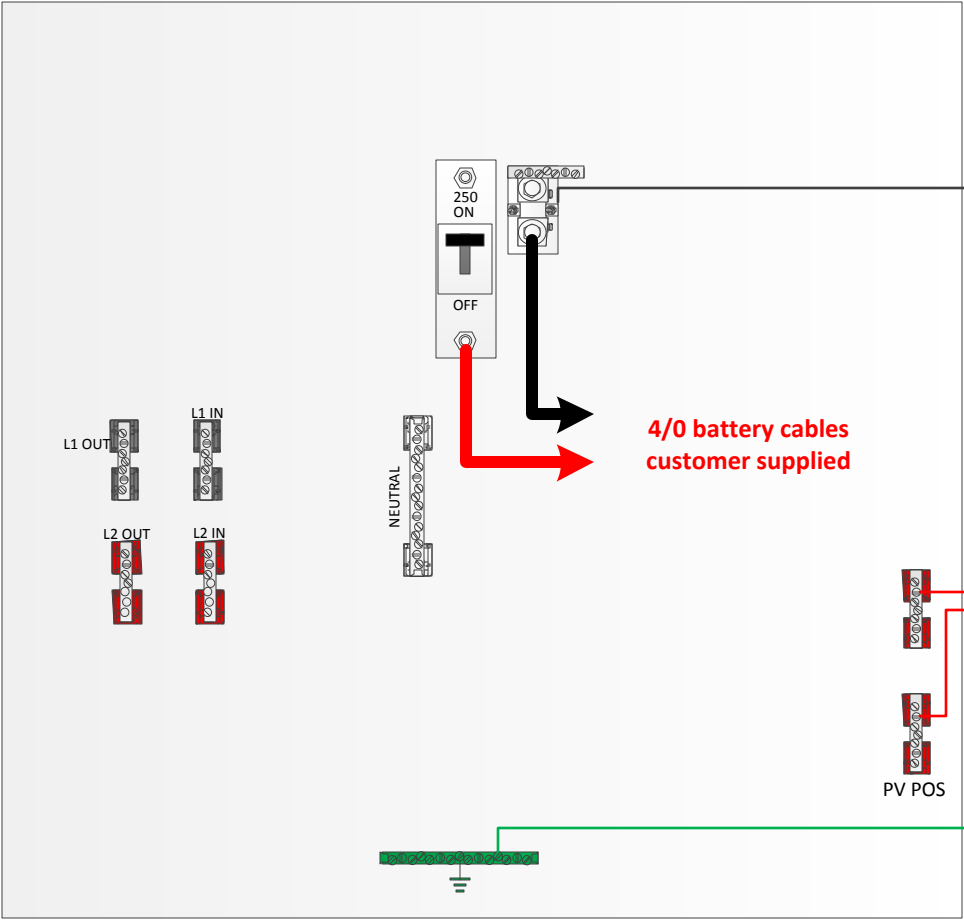 250
ON
OFF
4/0 battery cables
customer supplied
L1 IN
L1 OUT
NEUTRAL
L2 OUT
L2 IN
PV POS